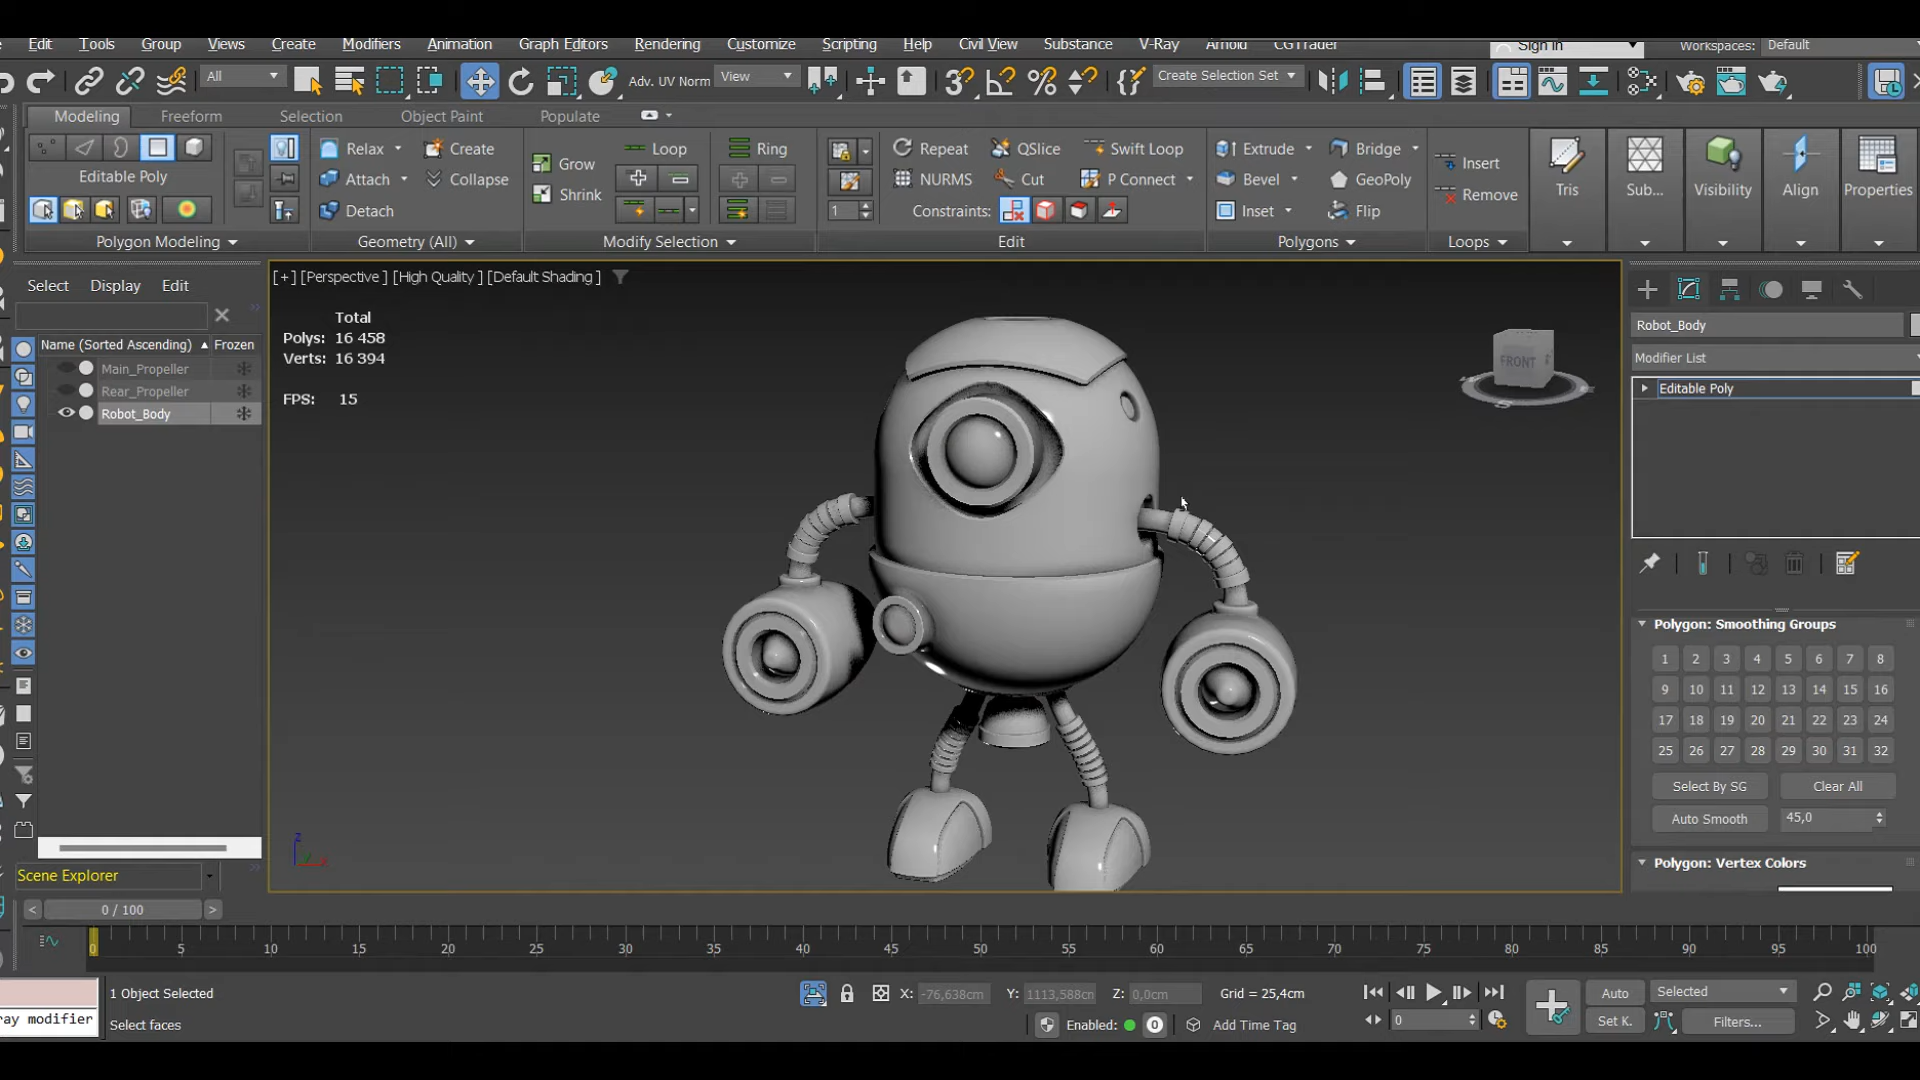 Edit Tools Group Views Create Modifiers Animation Graph Editors Rendering Customize Scripting Help Civil View Substance V-Ray Arnold CGTrader Sign In Workspaces: Default
All Adv. UV Norm View Create Selection Set
Modeling Freeform Selection Object Paint Populate
Relax Create Loop Ring Repeat QSlice Swift Loop Extrude Bridge
Grow Insert
Editable Poly Attach Collapse NURMS Cut P Connect Bevel GeoPoly Tris Sub... Visibility Align Properties
Shrink Remove
Detach 1 Constraints: Inset Flip
Polygon Modeling Geometry (All) Modify Selection Edit Polygons Loops
Select Display Edit
[+] [Perspective ] [High Quality ] [Default Shading ]
Total
Polys: 16 458
Verts: 16 394
FPS: 15
Name (Sorted Ascending) Frozen
Main_Propeller
Rear_Propeller
Robot_Body
FRONT
Robot_Body
Modifier List
Editable Poly
Polygon: Smoothing Groups
1 2 3 4 5 6 7 8
9 10 11 12 13 14 15 16
17 18 19 20 21 22 23 24
25 26 27 28 29 30 31 32
Select By SG Clear All
Auto Smooth 45,0
Polygon: Vertex Colors
z
Scene Explorer
< 0 / 100 >
0 5 10 15 20 25 30 35 40 45 50 55 60 65 70 75 80 85 90 95 100
1 Object Selected X: -76,638cm Y: 1113,588cm Z: 0,0cm Grid = 25,4cm Auto Selected
ray modifier Select faces Enabled: 0 Add Time Tag 0 Set K. Filters...